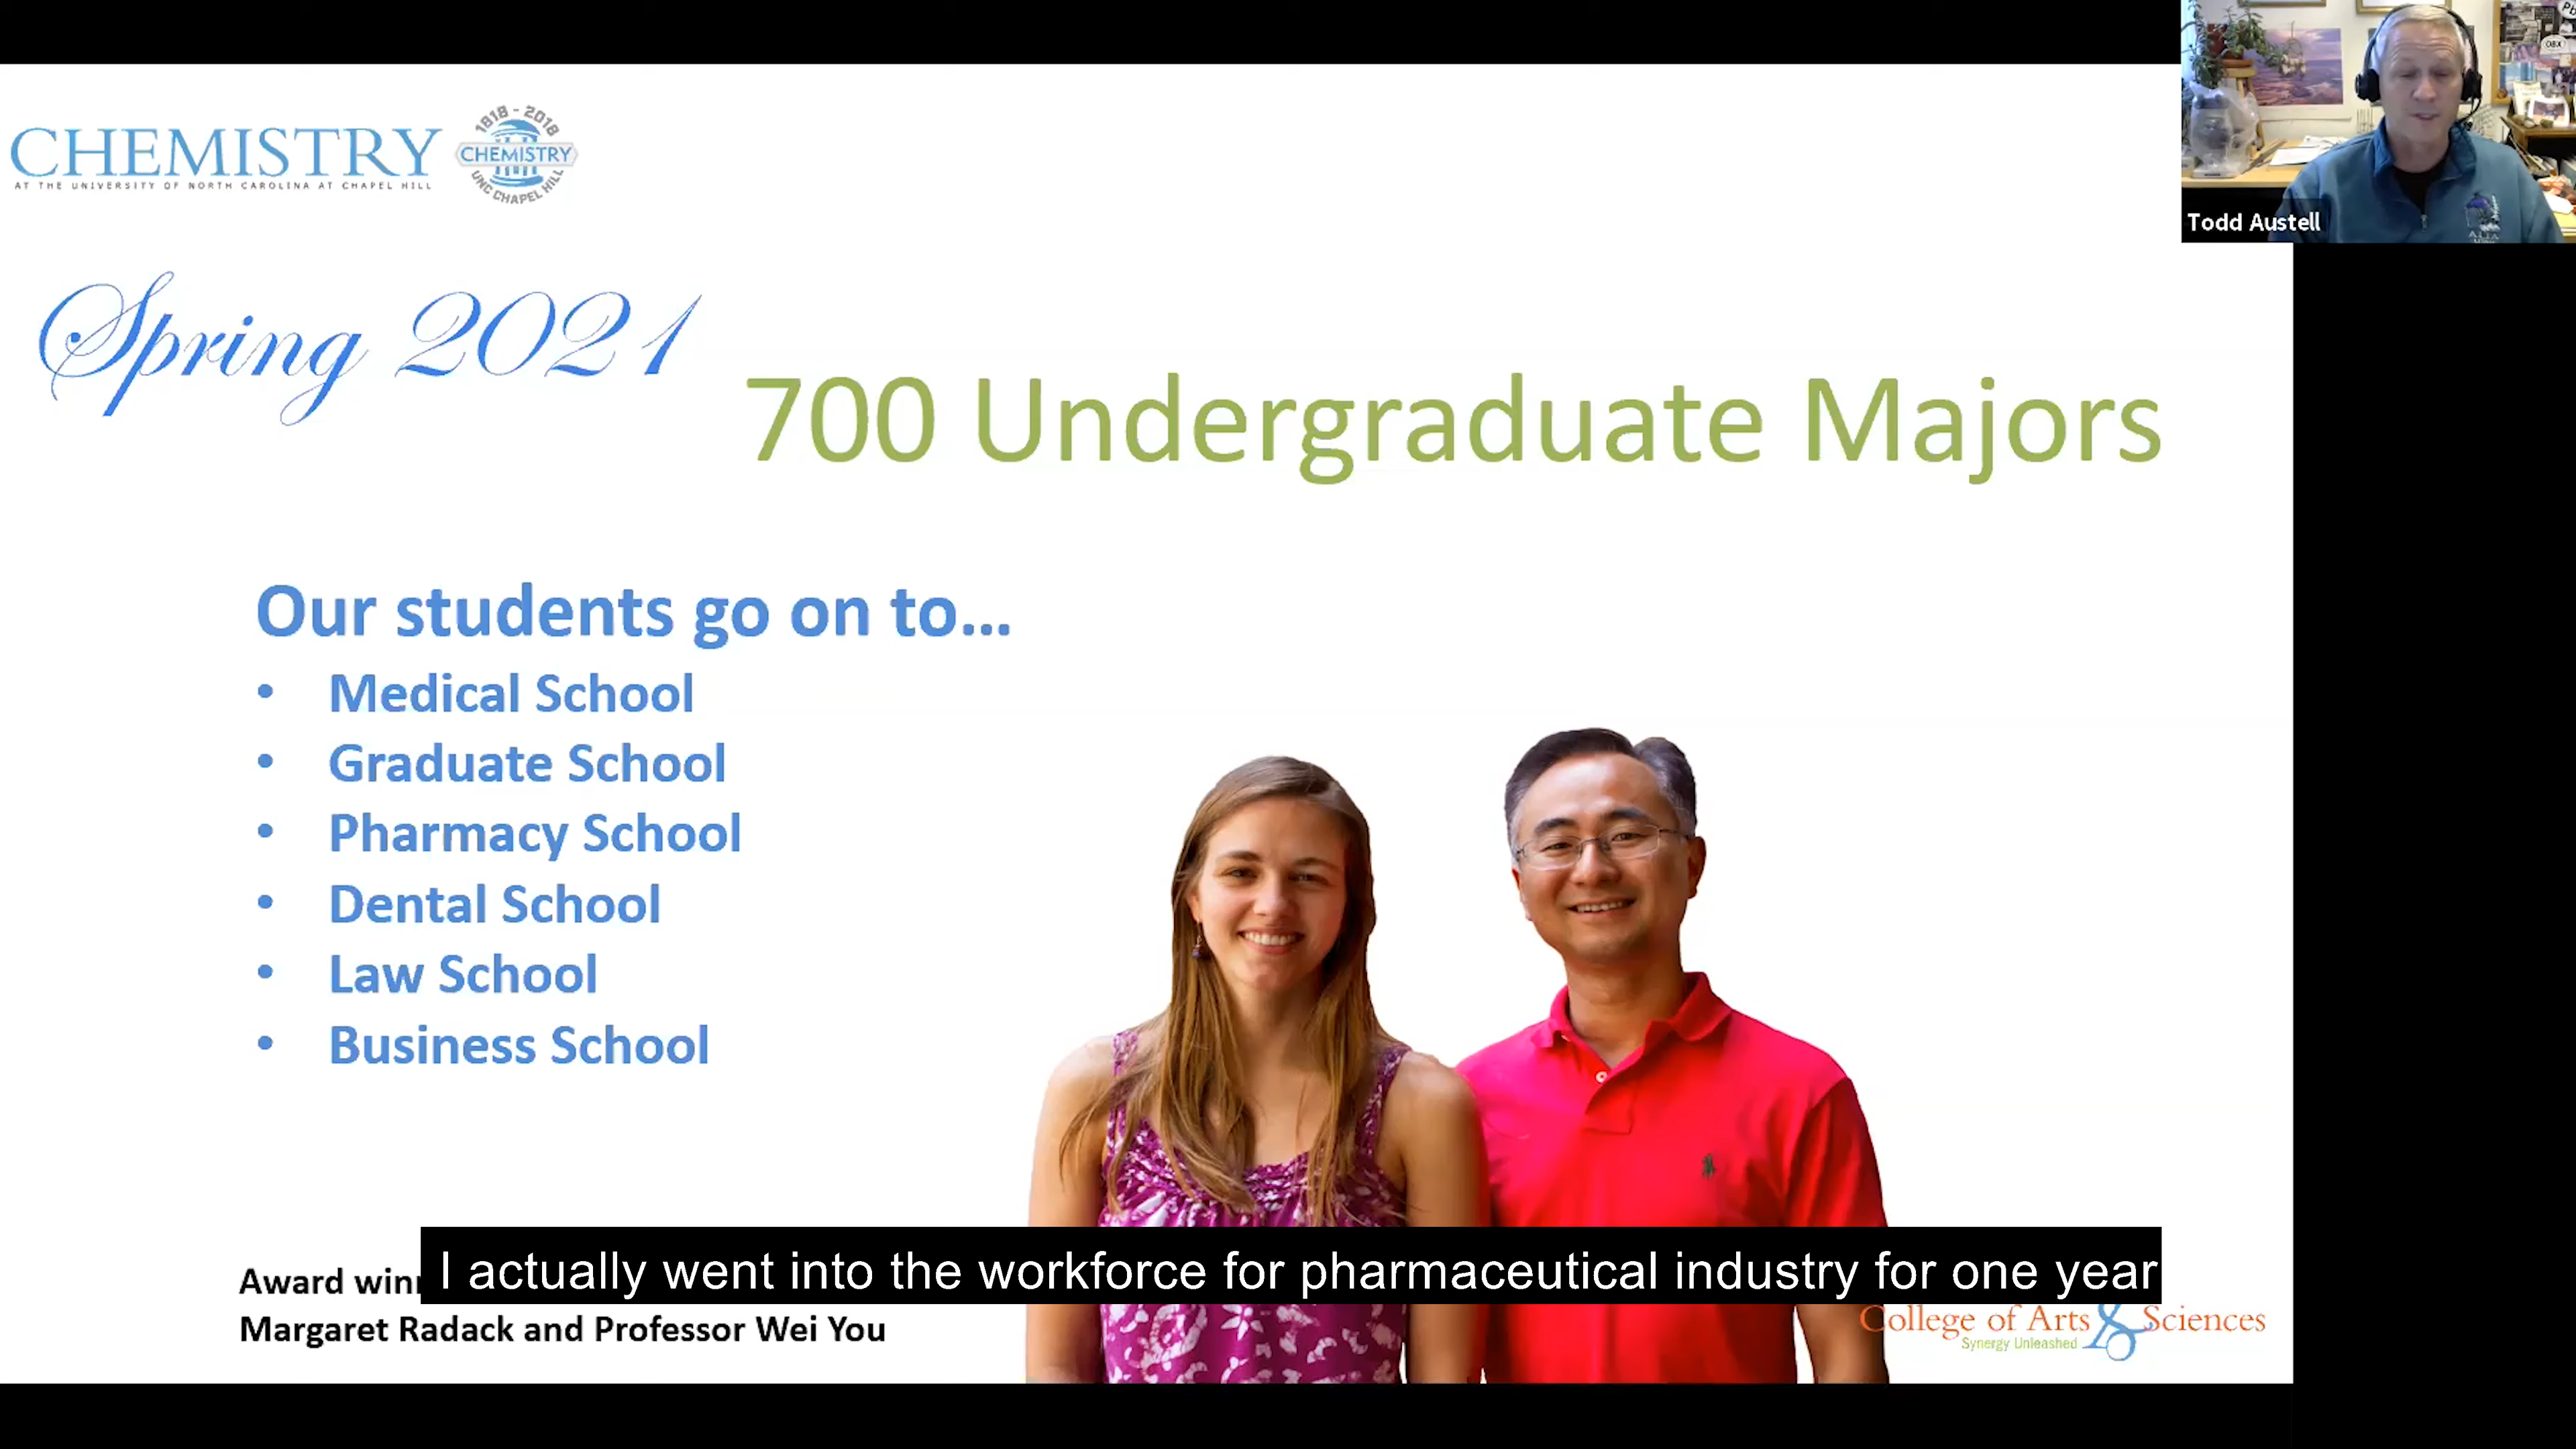 CHEMISTRY
AT THE UNIVERSITY OF NORTH CAROLINA AT CHAPEL HILL
1818 - 2018
CHEMISTRY
UNC CHAPEL HILL
Todd Austell
Spring 2021
700 Undergraduate Majors
Our students go on to...
• Medical School
• Graduate School
• Pharmacy School
• Dental School
• Law School
• Business School
Award
I actually went into the workforce for pharmaceutical industry for one year
Margaret Radack and Professor Wei You
College of Arts & Sciences
Synergy Unleashed